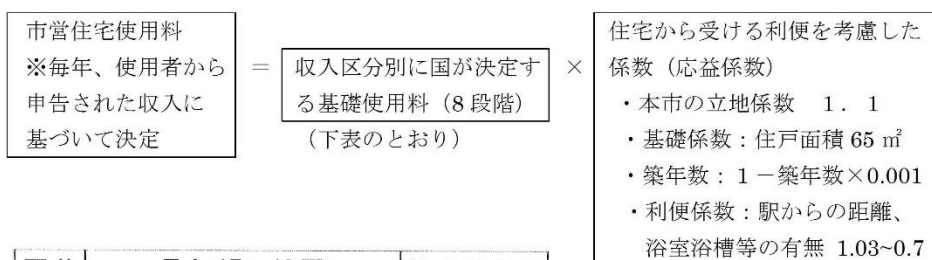 市営住宅使用料
※毎年、使用者から
申告された収入に
基づいて決定
=
収入区分別に国が決定す
る基礎使用料(8段階)
(下表のとおり)
×
住宅から受ける利便を考慮した
係数(応益係数)
・本市の立地係数 1.1
・基礎係数:住戸面積 65 ㎡
・築年数:1-築年数×0.001
・利便係数:駅からの距離、
浴室浴槽等の有無 1.03~0.7